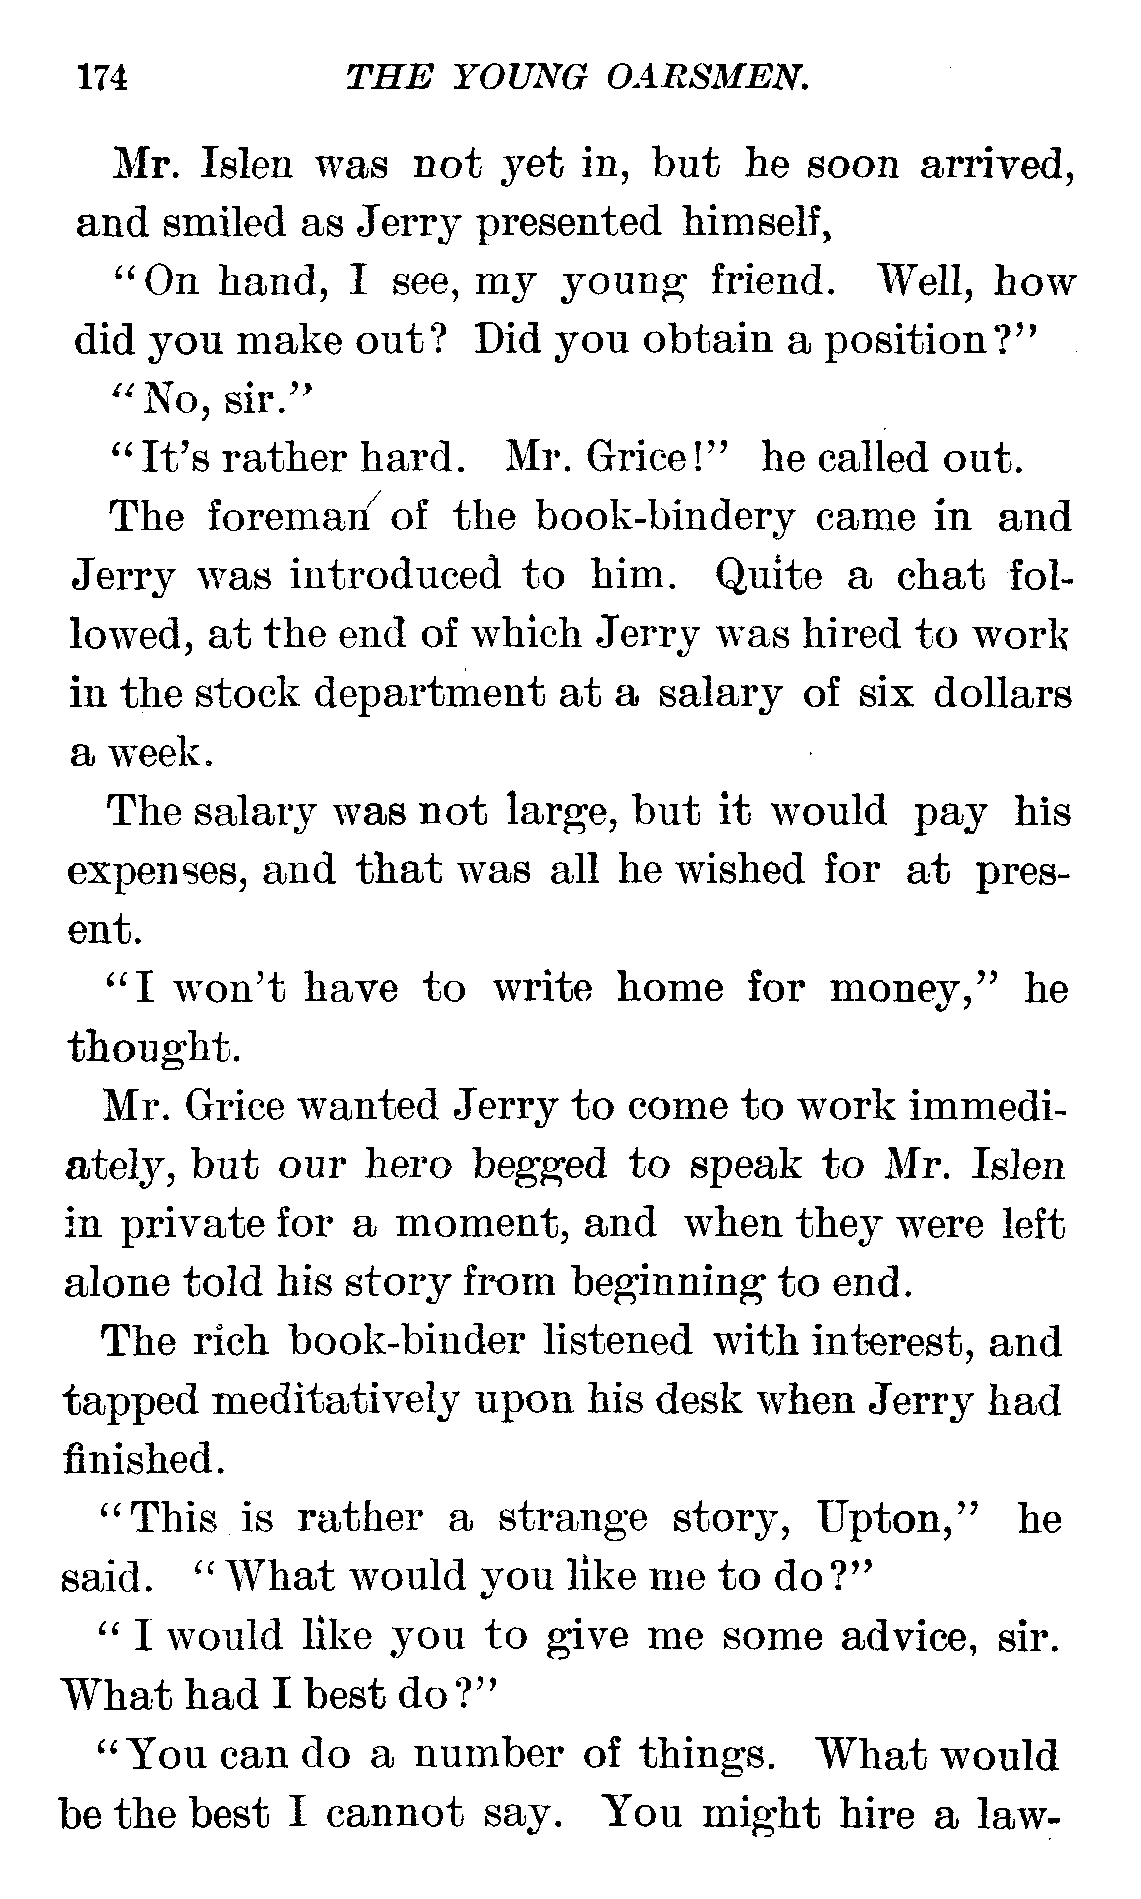 174 THE YOUNG OARSMEN.
Mr. Islen was not yet in, but he soon arrived,
and smiled as Jerry presented himself,
"On hand, I see, my young friend. Well, how
did you make out? Did you obtain a position?"
"No, sir."
"It's rather hard. Mr. Grice!" he called out.
The foreman of the book-bindery came in and
Jerry was introduced to him. Quite a chat fol-
lowed, at the end of which Jerry was hired to work
in the stock department at a salary of six dollars
a week.
The salary was not large, but it would pay his
expenses, and that was all he wished for at pres-
ent.
"I won't have to write home for money," he
thought.
Mr. Grice wanted Jerry to come to work immedi-
ately, but our hero begged to speak to Mr. Islen
in private for a moment, and when they were left
alone told his story from beginning to end.
The rich book-binder listened with interest, and
tapped meditatively upon his desk when Jerry had
finished.
"This is rather a strange story, Upton," he
said. "What would you like me to do?"
"I would like you to give me some advice, sir.
What had I best do?"
"You can do a number of things. What would
be the best I cannot say. You might hire a law-